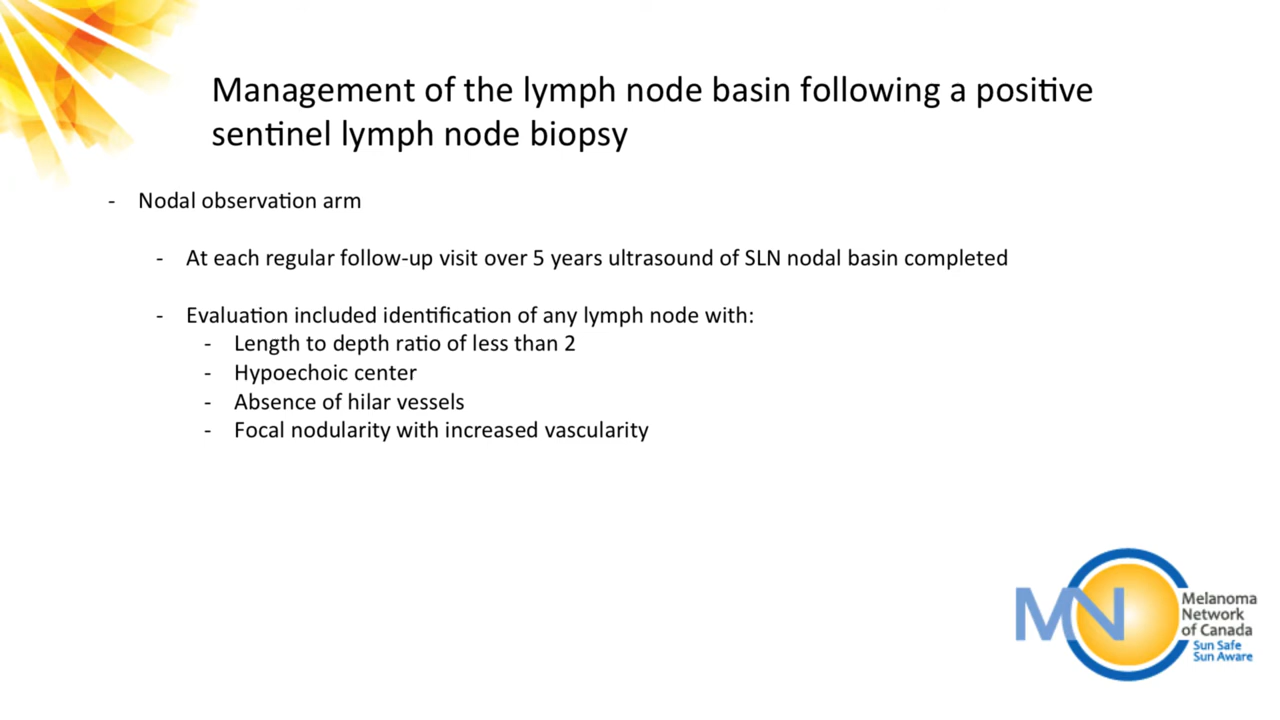 Management of the lymph node basin following a positive
sentinel lymph node biopsy
- Nodal observation arm
- At each regular follow-up visit over 5 years ultrasound of SLN nodal basin completed
- Evaluation included identification of any lymph node with:
- Length to depth ratio of less than 2
- Hypoechoic center
- Absence of hilar vessels
- Focal nodularity with increased vascularity
MN
Melanoma
Network
of Canada
Sun Safe
Sun Aware